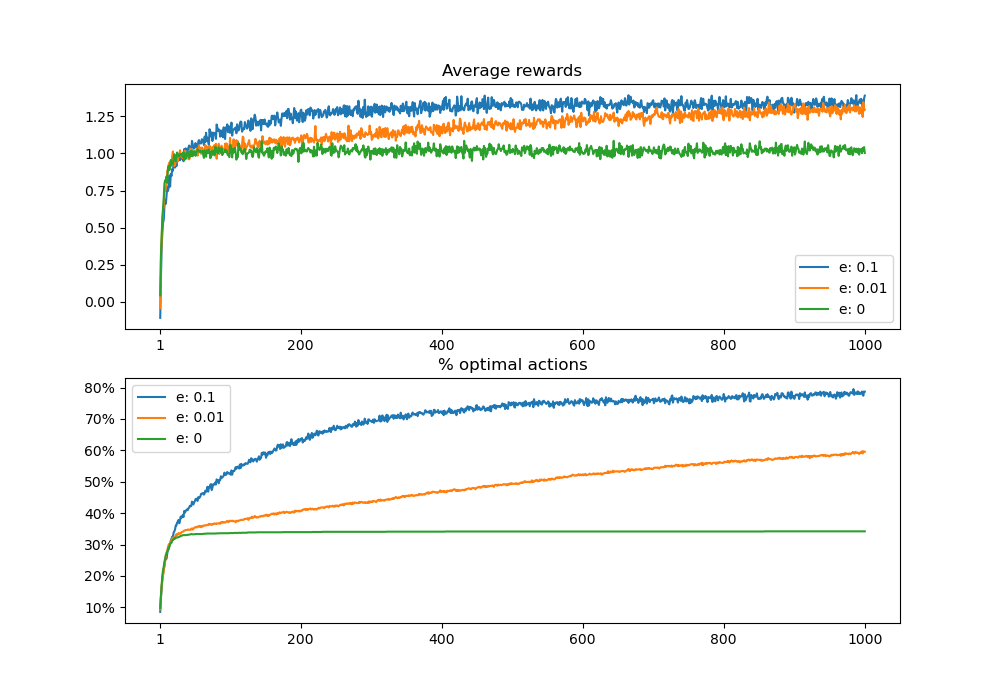 Average rewards
1.25
1.00
0.75
0.50
0.25
0.00
e: 0.1
e: 0.01
e: 0
1 200 400 600 800 1000
% optimal actions
80%
70%
60%
50%
40%
30%
20%
10%
e: 0.1
e: 0.01
e: 0
1 200 400 600 800 1000